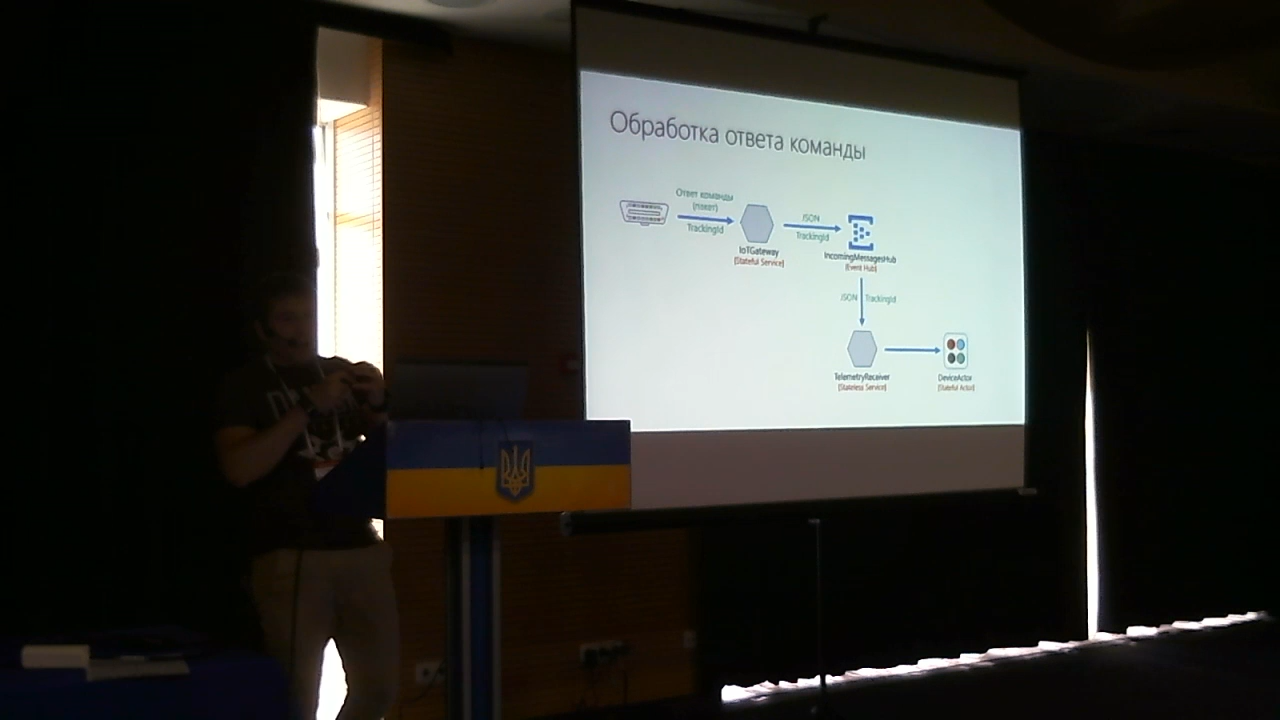 Обработка ответа команды
Ответ команды
(пакет)
TrackingId
IoTGateway
[Stateful Service]
JSON
TrackingId
IncomingMessagesHub
[Event Hub]
JSON
TrackingId
TelemetryReceiver
[Stateless Service]
DeviceActor
[Stateful Actor]